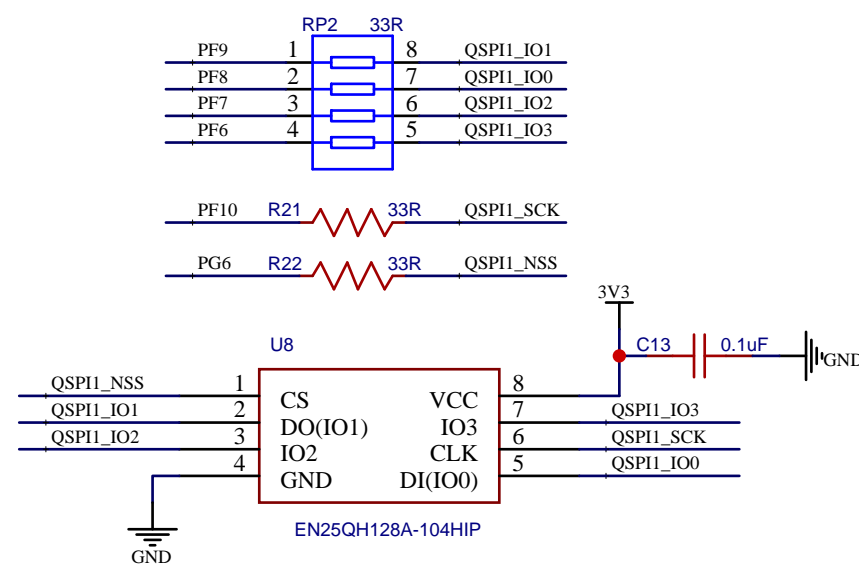 RP2 33R
PF9 1 8 QSPI1_IO1
PF8 2 7 QSPI1_IO0
PF7 3 6 QSPI1_IO2
PF6 4 5 QSPI1_IO3
PF10 R21 33R QSPI1_SCK
PG6 R22 33R QSPI1_NSS
3V3
U8 C13 0.1uF GND
QSPI1_NSS 1 CS VCC 8
QSPI1_IO1 2 DO(IO1) IO3 7 QSPI1_IO3
QSPI1_IO2 3 IO2 CLK 6 QSPI1_SCK
4 GND DI(IO0) 5 QSPI1_IO0
EN25QH128A-104HIP
GND